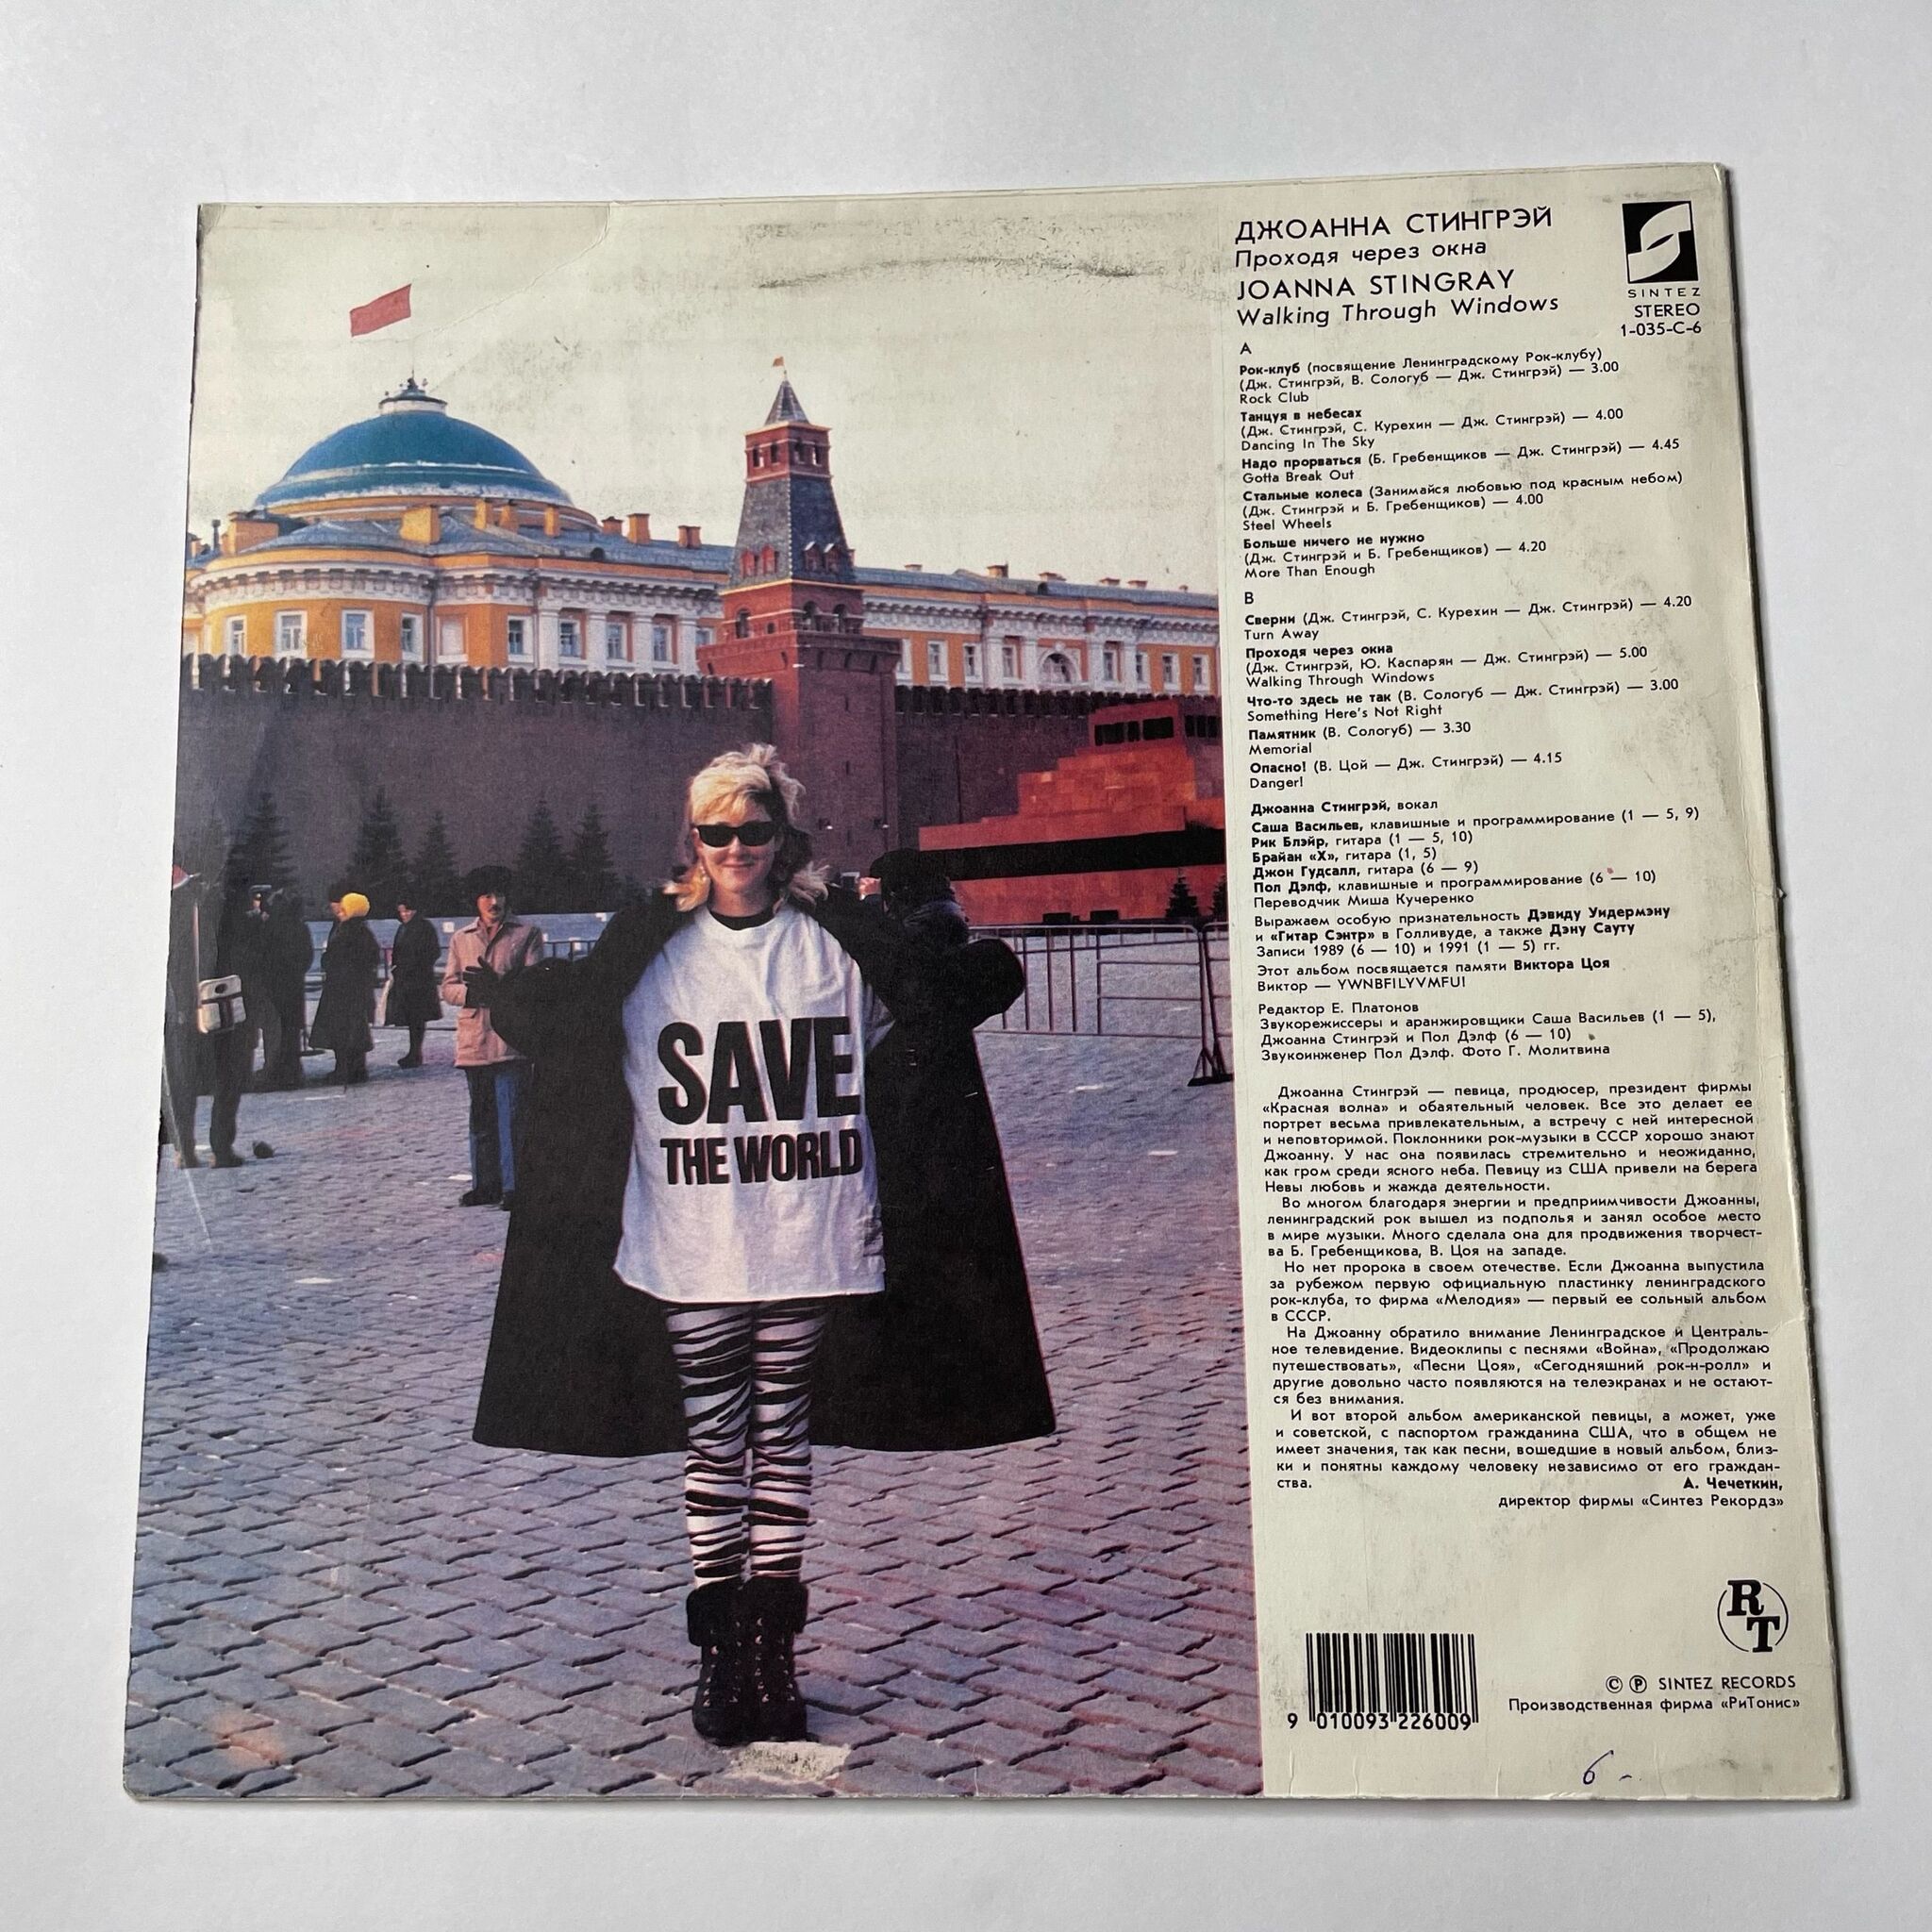 SAVE
THE WORLD
ДЖОАННА СТИНГРЭЙ
Проходя через окна
JOANNA STINGRAY
Walking Through Windows
SINTEZ
STEREO
1-035-С-6
А
Рок-клуб (посвящение Ленинградскому Рок-клубу)
(Дж. Стингрэй, В. Сологуб — Дж. Стингрэй) — 3.00
Rock Club
Танцуя в небесах
(Дж. Стингрэй, С. Курехин — Дж. Стингрэй) — 4.00
Dancing In The Sky
Надо прорваться (Б. Гребенщиков — Дж. Стингрэй) — 4.45
Gotta Break Out
Стальные колеса (Занимайся любовью под красным небом)
(Дж. Стингрэй и Б. Гребенщиков) — 4.00
Steel Wheels
Больше ничего не нужно
(Дж. Стингрэй и Б. Гребенщиков) — 4.20
More Than Enough
В
Сверни (Дж. Стингрэй, С. Курехин — Дж. Стингрэй) — 4.20
Turn Away
Проходя через окна
(Дж. Стингрэй, Ю. Каспарян — Дж. Стингрэй) — 5.00
Walking Through Windows
Что-то здесь не так (В. Сологуб — Дж. Стингрэй) — 3.00
Something Here's Not Right
Памятник (В. Сологуб) — 3.30
Memorial
Опасно! (В. Цой — Дж. Стингрэй) — 4.15
Danger!
Джоанна Стингрэй, вокал
Саша Васильев, клавишные и программирование (1 — 5, 9)
Рик Блэйр, гитара (1 — 5, 10)
Брайан «Х», гитара (1, 5)
Джон Гудсалл, гитара (6 — 9)
Пол Дэлф, клавишные и программирование (6 — 10)
Переводчик Миша Кучеренко
Выражаем особую признательность Дэвиду Уидермэну
и «Гитар Сэнтр» в Голливуде, а также Дэну Сауту
Записи 1989 (6 — 10) и 1991 (1 — 5) гг.
Этот альбом посвящается памяти Виктора Цоя
Виктор — YWNBFILYVMFU!
Редактор Е. Платонов
Звукорежиссеры и аранжировщики Саша Васильев (1 — 5),
Джоанна Стингрэй и Пол Дэлф (6 — 10)
Звукоинженер Пол Дэлф. Фото Г. Молитвина
Джоанна Стингрэй — певица, продюсер, президент фирмы
«Красная волна» и обаятельный человек. Все это делает ее
портрет весьма привлекательным, а встречу с ней интересной
и неповторимой. Поклонники рок-музыки в СССР хорошо знают
Джоанну. У нас она появилась стремительно и неожиданно,
как гром среди ясного неба. Певицу из США привели на берега
Невы любовь и жажда деятельности.
Во многом благодаря энергии и предприимчивости Джоанны,
ленинградский рок вышел из подполья и занял особое место
в мире музыки. Много сделала она для продвижения творчест-
ва Б. Гребенщикова, В. Цоя на западе.
Но нет пророка в своем отечестве. Если Джоанна выпустила
за рубежом первую официальную пластинку ленинградского
рок-клуба, то фирма «Мелодия» — первый ее сольный альбом
в СССР.
На Джоанну обратило внимание Ленинградское и Централь-
ное телевидение. Видеоклипы с песнями «Война», «Продолжаю
путешествовать», «Песни Цоя», «Сегодняшний рок-н-ролл» и
другие довольно часто появляются на телеэкранах и не остают-
ся без внимания.
И вот второй альбом американской певицы, а может, уже
и советской, с паспортом гражданина США, что в общем не
имеет значения, так как песни, вошедшие в новый альбом, близ-
ки и понятны каждому человеку независимо от его граждан-
ства. А. Чечеткин,
директор фирмы «Синтез Рекордз»
RT
© ℗ SINTEZ RECORDS
Производственная фирма «РиТонис»
9 010093 226009
6 -